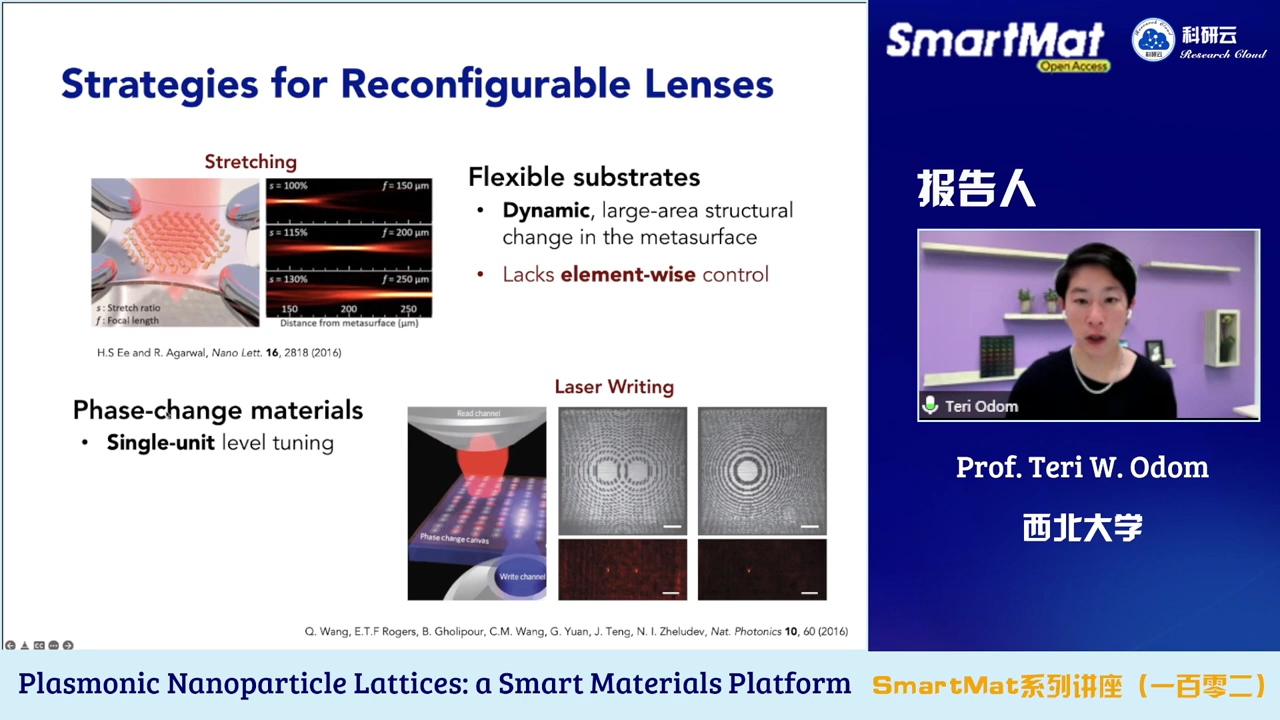 Strategies for Reconfigurable Lenses
Stretching
s = 100%
f = 150 μm
s = 115%
f = 200 μm
s = 130%
f = 250 μm
s : Stretch ratio
f : Focal length
150
200
250
Distance from metasurface (μm)
H.S Ee and R. Agarwal, Nano Lett. 16, 2818 (2016)
Flexible substrates
• Dynamic, large-area structural
change in the metasurface
• Lacks element-wise control
Phase-change materials
• Single-unit level tuning
Laser Writing
Read channel
Phase change canvas
Write channel
Q. Wang, E.T.F Rogers, B. Gholipour, C.M. Wang, G. Yuan, J. Teng, N. I. Zheludev, Nat. Photonics 10, 60 (2016)
SmartMat
Open Access
科研云
Research Cloud
报告人
Teri Odom
Prof. Teri W. Odom
西北大学
Plasmonic Nanoparticle Lattices: a Smart Materials Platform
SmartMat系列讲座（一百零二）